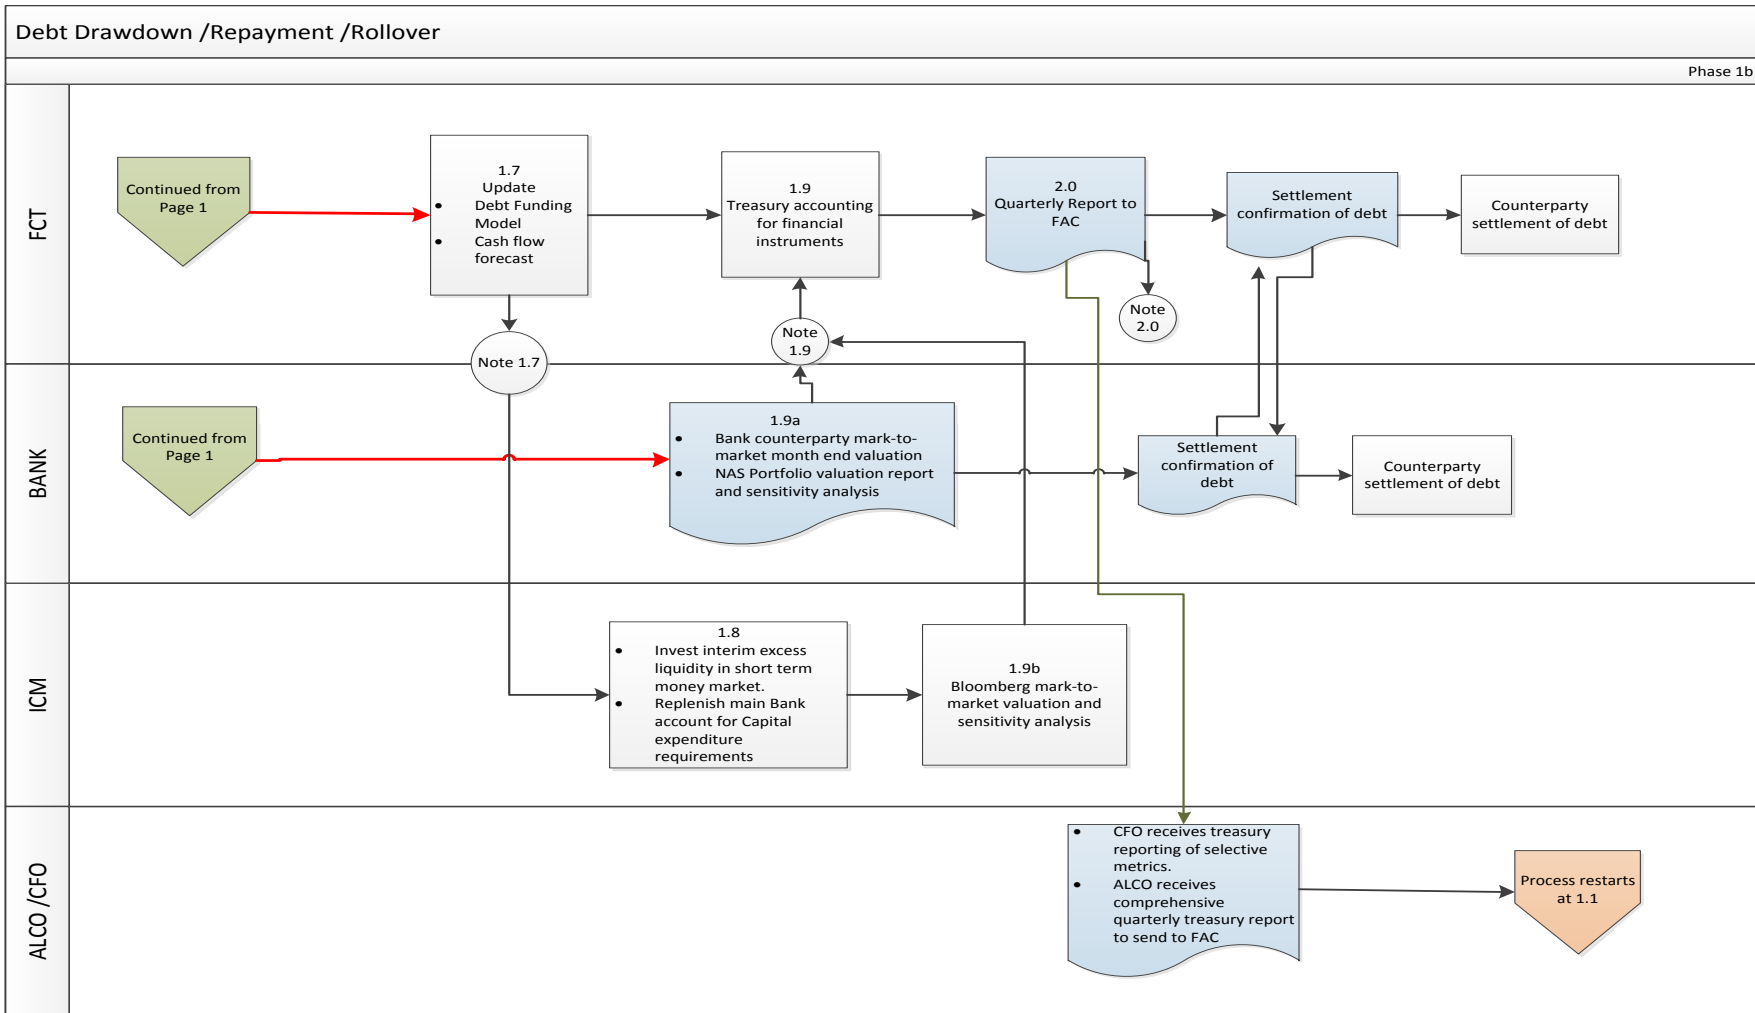 Debt Drawdown /Repayment /Rollover
Phase 1b
FCT
Continued from
Page 1
1.7
Update
• Debt Funding
Model
• Cash flow
forecast
1.9
Treasury accounting
for financial
instruments
2.0
Quarterly Report to
FAC
Settlement
confirmation of debt
Counterparty
settlement of debt
Note
2.0
Note
1.9
Note 1.7
BANK
Continued from
Page 1
1.9a
• Bank counterparty mark-to-
market month end valuation
• NAS Portfolio valuation report
and sensitivity analysis
Settlement
confirmation of
debt
Counterparty
settlement of debt
ICM
1.8
• Invest interim excess
liquidity in short term
money market.
• Replenish main Bank
account for Capital
expenditure
requirements
1.9b
Bloomberg mark-to-
market valuation and
sensitivity analysis
ALCO /CFO
• CFO receives treasury
reporting of selective
metrics.
• ALCO receives
comprehensive
quarterly treasury report
to send to FAC
Process restarts
at 1.1